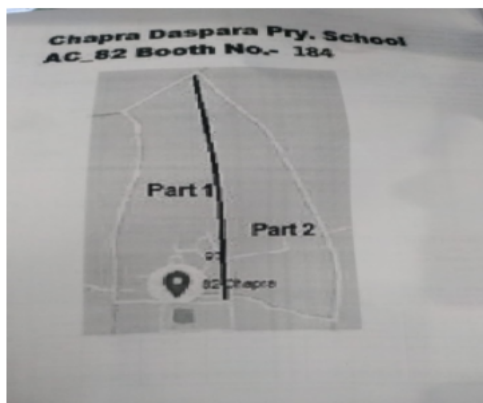 Chapra Daspara Pry. School
AC_82 Booth No.- 184
Part 1
Part 2
82 Chapra